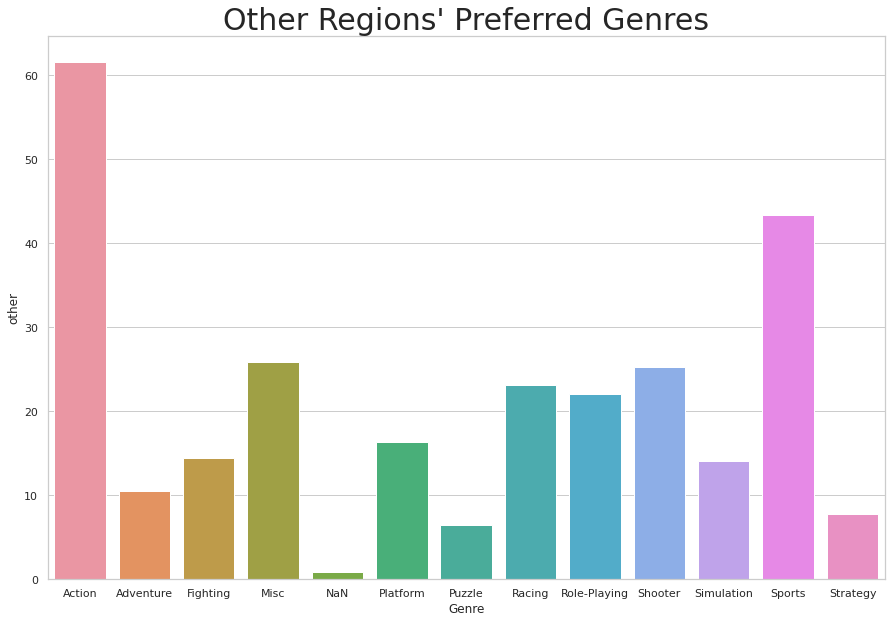 Other Regions' Preferred Genres
60
50
40
30
20
10
0
other
Action Adventure Fighting Misc NaN Platform Puzzle Racing Role-Playing Shooter Simulation Sports Strategy
Genre